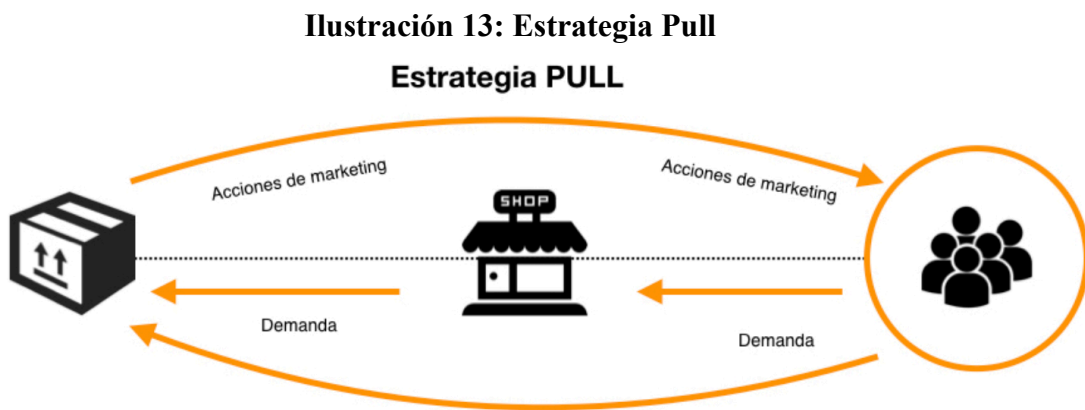 Ilustración 13: Estrategia Pull
Estrategia PULL
Acciones de marketing
Acciones de marketing
SHOP
Demanda
Demanda